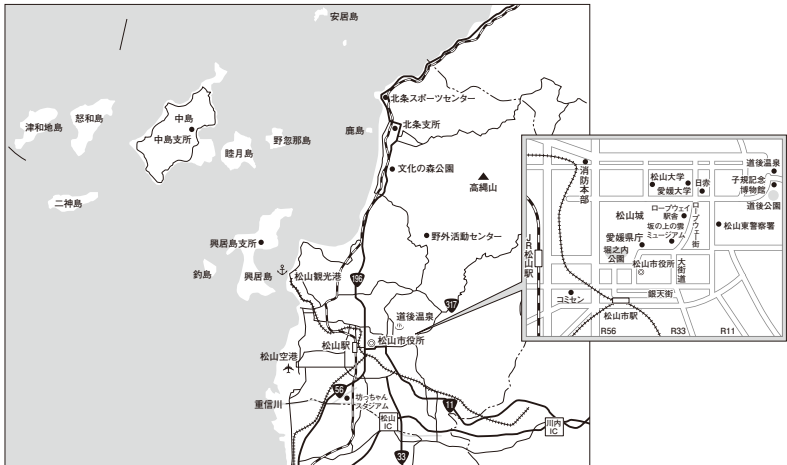 安居島
北条スポーツセンター
北条支所
鹿島
中島
中島支所
怒和島
津和地島
睦月島
野忽那島
二神島
文化の森公園
高縄山
野外活動センター
興居島支所
興居島
釣島
松山観光港
196
317
道後温泉
松山駅
松山市役所
松山空港
重信川
56
坊っちゃん
スタジアム
松山
IC
11
33
川内
IC
消防本部
松山大学
愛媛大学
日赤
道後温泉
子規記念
博物館
道後公園
ロープウェイ
駅舎
松山城
坂の上の雲
ミュージアム
ロープウェー街
松山東警察署
愛媛県庁
堀之内
公園
松山市役所
大街道
JR松山駅
銀天街
コミセン
松山市駅
R56
R33
R11